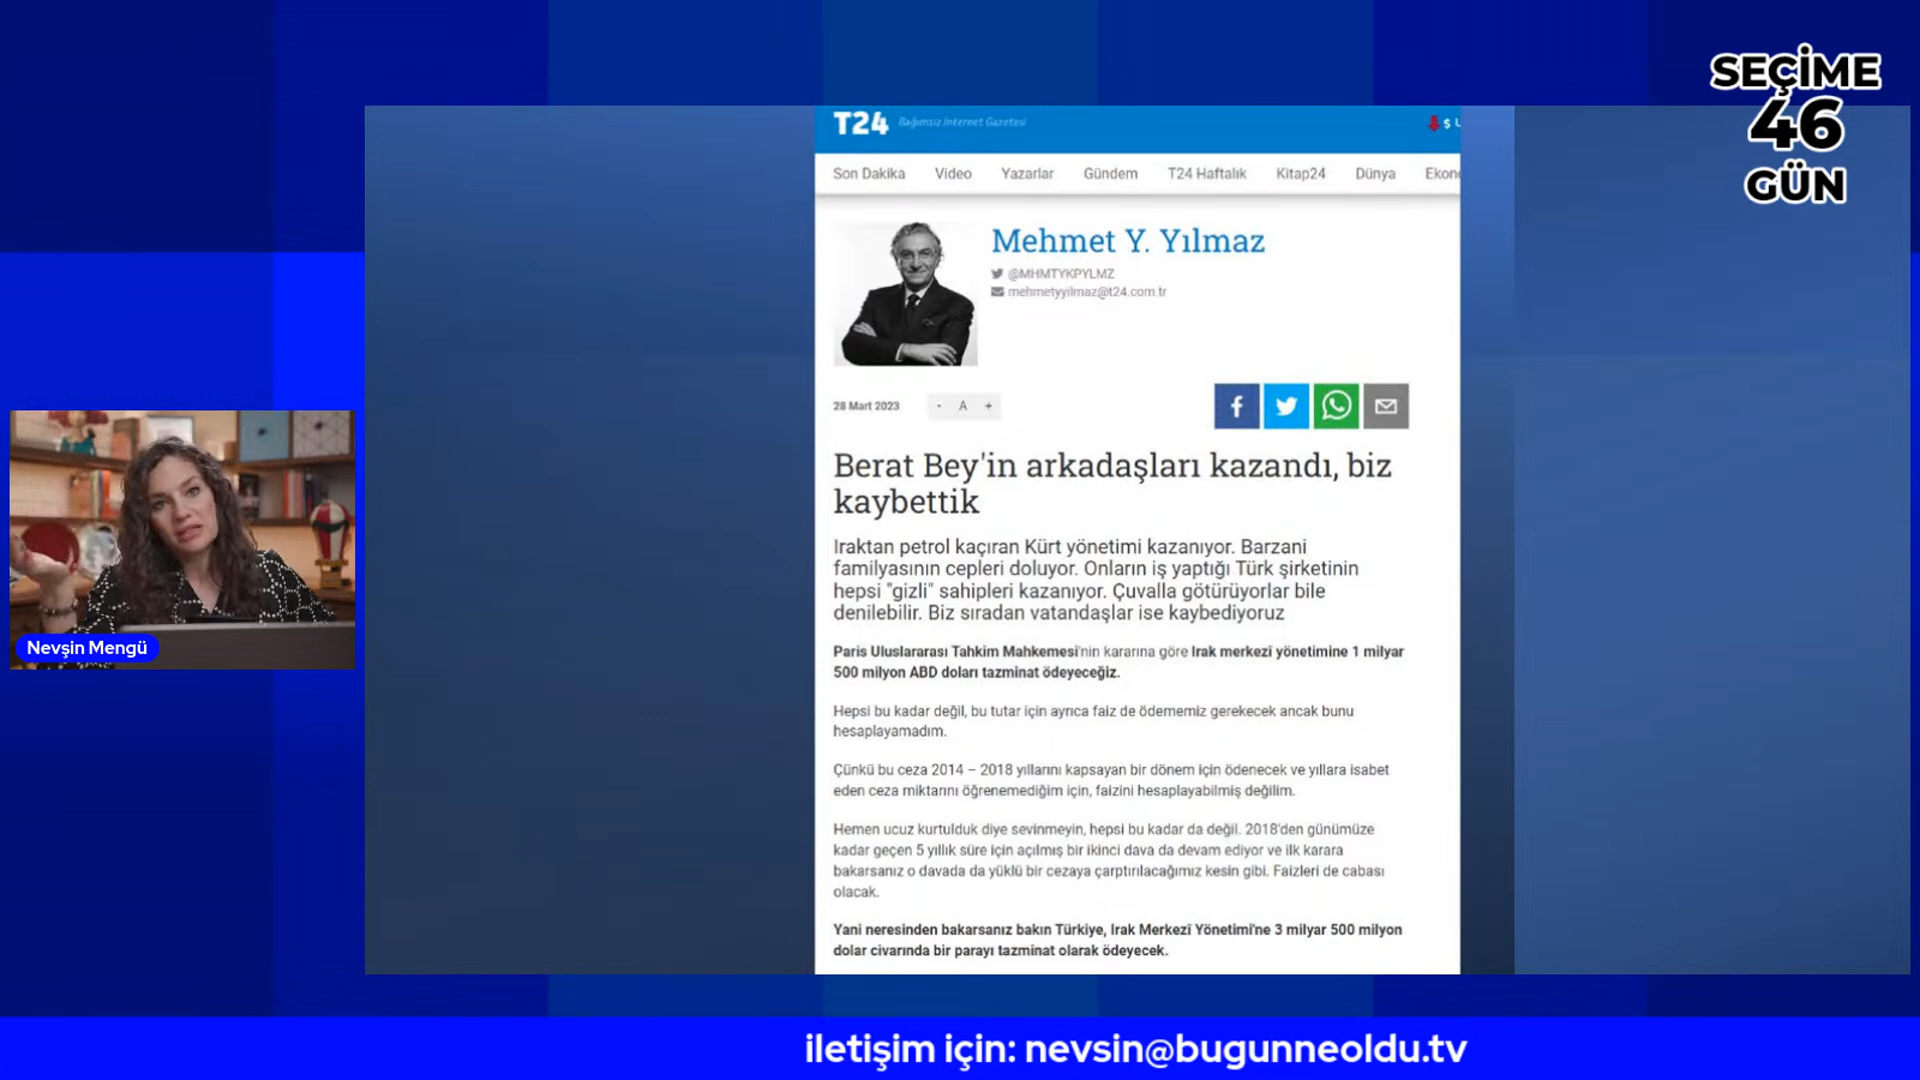 SEÇİME
46
GÜN
T24 Bağımsız İnternet Gazetesi
$
Son Dakika Video Yazarlar Gündem T24 Haftalık Kitap24 Dünya
Mehmet Y. Yılmaz
@MHMTYKPYLMZ
mehmetyyilmaz@t24.com.tr
28 Mart 2023 - A +
Berat Bey'in arkadaşları kazandı, biz
kaybettik
Iraktan petrol kaçıran Kürt yönetimi kazanıyor. Barzani
familyasının cepleri doluyor. Onların iş yaptığı Türk şirketinin
hepsi "gizli" sahipleri kazanıyor. Çuvalla götürüyorlar bile
denilebilir. Biz sıradan vatandaşlar ise kaybediyoruz
Paris Uluslararası Tahkim Mahkemesi'nin kararına göre Irak merkezî yönetimine 1 milyar
500 milyon ABD doları tazminat ödeyeceğiz.
Hepsi bu kadar değil, bu tutar için ayrıca faiz de ödememiz gerekecek ancak bunu
hesaplayamadım.
Çünkü bu ceza 2014 – 2018 yıllarını kapsayan bir dönem için ödenecek ve yıllara isabet
eden ceza miktarını öğrenemediğim için, faizini hesaplayabilmiş değilim.
Hemen ucuz kurtulduk diye sevinmeyin, hepsi bu kadar da değil. 2018'den günümüze
kadar geçen 5 yıllık süre için açılmış bir ikinci dava da devam ediyor ve ilk karara
bakarsanız o davada da yüklü bir cezaya çarptırılacağımız kesin gibi. Faizleri de cabası
olacak.
Yani neresinden bakarsanız bakın Türkiye, Irak Merkezî Yönetimi'ne 3 milyar 500 milyon
dolar civarında bir parayı tazminat olarak ödeyecek.
Nevşin Mengü
iletişim için: nevsin@bugunneoldu.tv